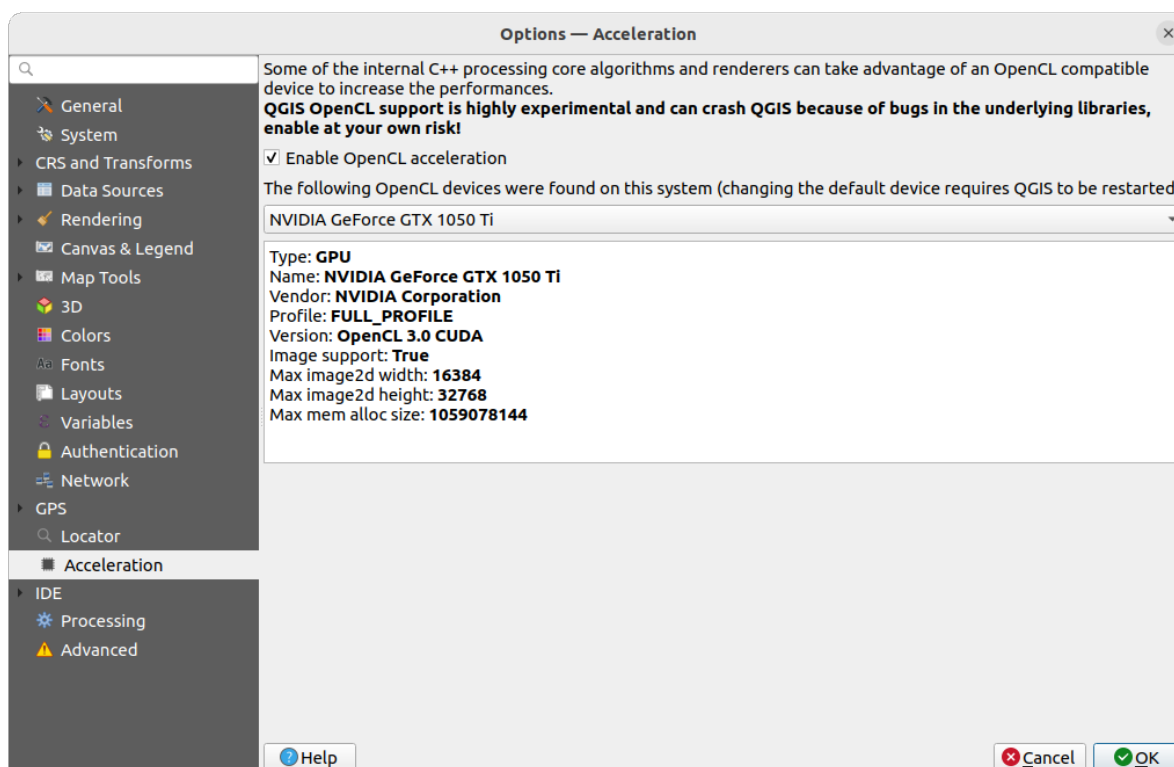 Options — Acceleration
General
System
CRS and Transforms
Data Sources
Rendering
Canvas & Legend
Map Tools
3D
Colors
Aa Fonts
Layouts
Variables
Authentication
Network
GPS
Locator
Acceleration
IDE
Processing
Advanced
Some of the internal C++ processing core algorithms and renderers can take advantage of an OpenCL compatible
device to increase the performances.
QGIS OpenCL support is highly experimental and can crash QGIS because of bugs in the underlying libraries,
enable at your own risk!
Enable OpenCL acceleration
The following OpenCL devices were found on this system (changing the default device requires QGIS to be restarted
NVIDIA GeForce GTX 1050 Ti
Type: GPU
Name: NVIDIA GeForce GTX 1050 Ti
Vendor: NVIDIA Corporation
Profile: FULL_PROFILE
Version: OpenCL 3.0 CUDA
Image support: True
Max image2d width: 16384
Max image2d height: 32768
Max mem alloc size: 1059078144
Help
Cancel
OK